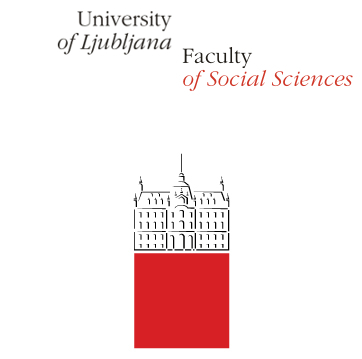 University
of Ljubljana
Faculty
of Social Sciences